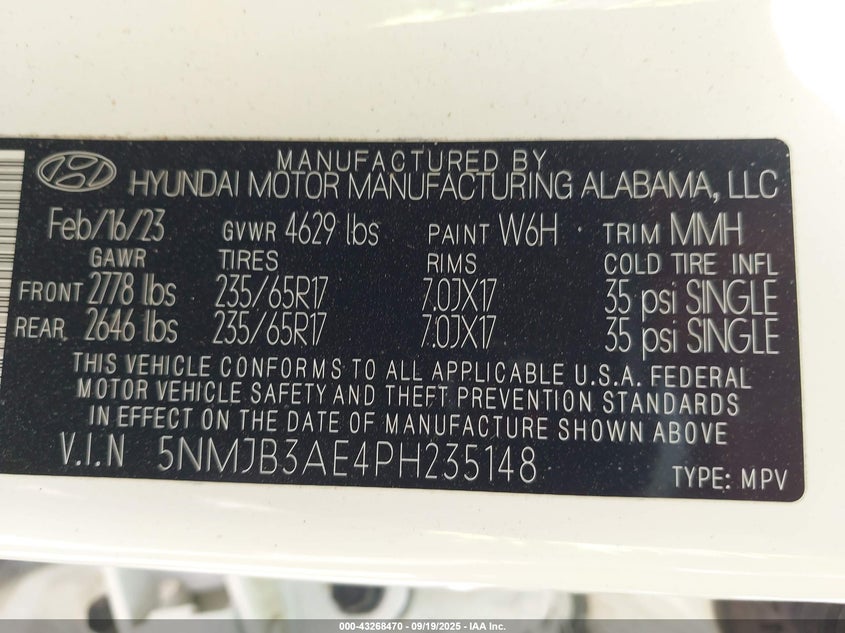 MANUFACTURED BY
HYUNDAI MOTOR MANUFACTURING ALABAMA, LLC
Feb/16/23 GVWR 4629 lbs PAINT W6H TRIM MMH
GAWR TIRES RIMS COLD TIRE INFL
FRONT 2778 lbs 235/65R17 7.0JX17 35 psi SINGLE
REAR 2646 lbs 235/65R17 7.0JX17 35 psi SINGLE
THIS VEHICLE CONFORMS TO ALL APPLICABLE U.S.A. FEDERAL
MOTOR VEHICLE SAFETY AND THEFT PREVENTION STANDARDS
IN EFFECT ON THE DATE OF MANUFACTURE SHOWN ABOVE
V.I.N 5NMJB3AE4PH235148
TYPE: MPV
000-43268470 - 09/19/2025 - IAA Inc.